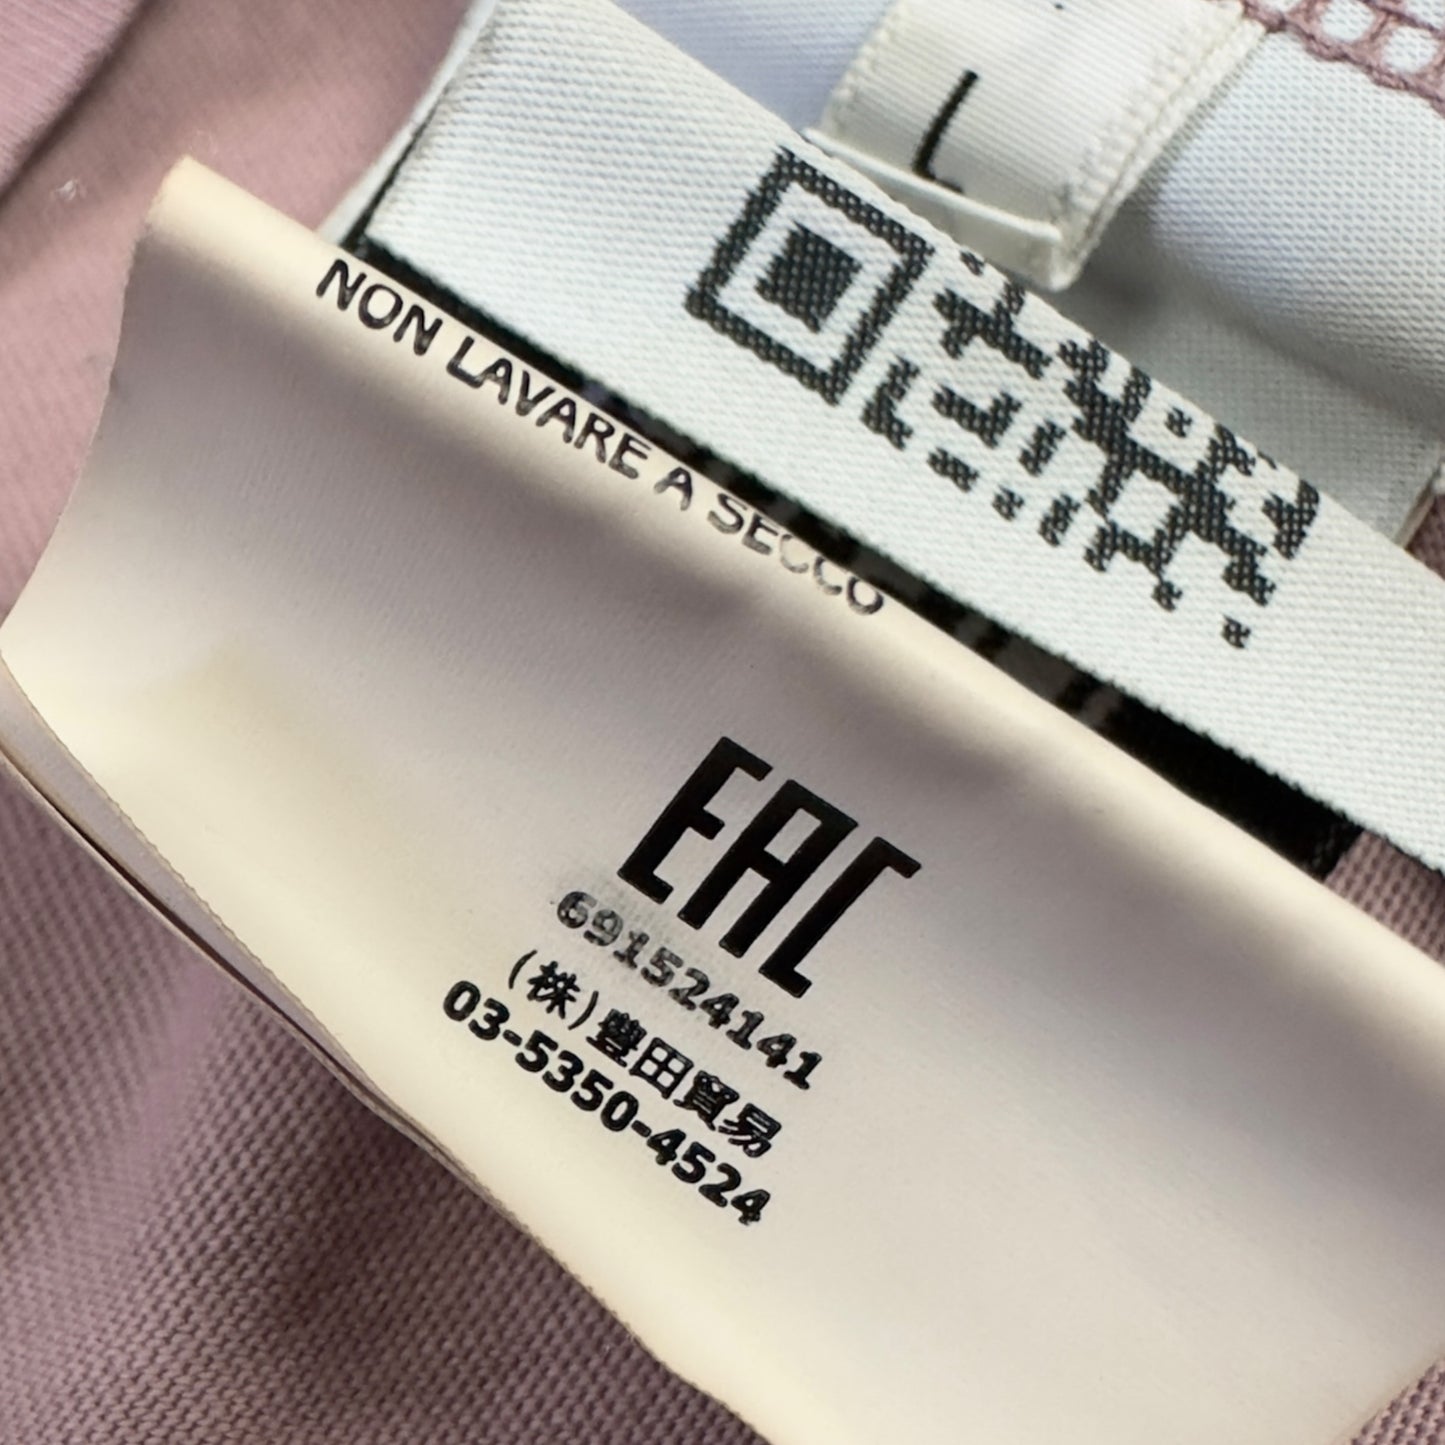 L
NON LAVARE A SECCO
EAC
691524141
(株)豊田貿易
03-5350-4524